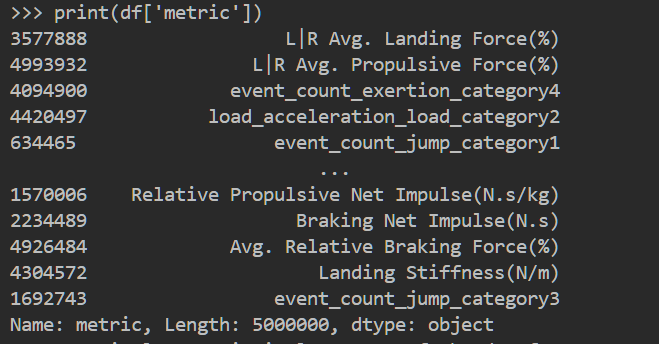 >>> print(df['metric'])
3577888 L|R Avg. Landing Force(%)
4993932 L|R Avg. Propulsive Force(%)
4094900 event_count_exertion_category4
4420497 load_acceleration_load_category2
634465 event_count_jump_category1
...
1570006 Relative Propulsive Net Impulse(N.s/kg)
2234489 Braking Net Impulse(N.s)
4926484 Avg. Relative Braking Force(%)
4304572 Landing Stiffness(N/m)
1692743 event_count_jump_category3
Name: metric, Length: 5000000, dtype: object